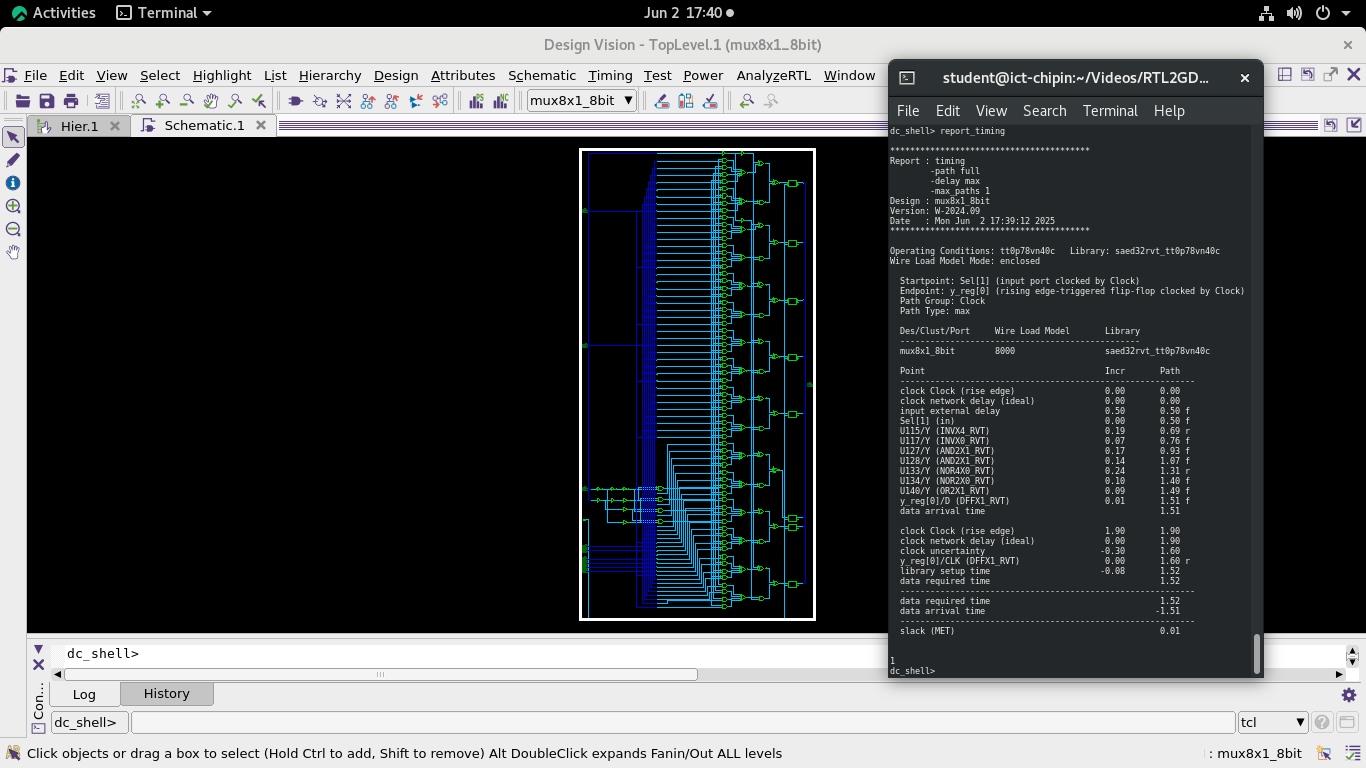 Activities Terminal Jun 2 17:40
Design Vision - TopLevel.1 (mux8x1_8bit)
File Edit View Select Highlight List Hierarchy Design Attributes Schematic Timing Test Power AnalyzeRTL Window
mux8x1_8bit
Hier.1 Schematic.1
student@ict-chipin:~/Videos/RTL2GD...
File Edit View Search Terminal Help
dc_shell> report_timing
****************************************
Report : timing
-path full
-delay max
-max_paths 1
Design : mux8x1_8bit
Version: W-2024.09
Date   : Mon Jun  2 17:39:12 2025
****************************************
Operating Conditions: tt0p78vn40c   Library: saed32rvt_tt0p78vn40c
Wire Load Model Mode: enclosed
Startpoint: Sel[1] (input port clocked by Clock)
Endpoint: y_reg[0] (rising edge-triggered flip-flop clocked by Clock)
Path Group: Clock
Path Type: max
Des/Clust/Port     Wire Load Model       Library
------------------------------------------------
mux8x1_8bit        8000                  saed32rvt_tt0p78vn40c
Point                                    Incr       Path
-----------------------------------------------------------
clock Clock (rise edge)                  0.00       0.00
clock network delay (ideal)              0.00       0.00
input external delay                     0.50       0.50 f
Sel[1] (in)                              0.00       0.50 f
U115/Y (INVX4_RVT)                       0.19       0.69 r
U117/Y (INVX0_RVT)                       0.07       0.76 f
U127/Y (AND2X1_RVT)                      0.17       0.93 f
U128/Y (AND2X1_RVT)                      0.14       1.07 f
U133/Y (NOR4X0_RVT)                      0.24       1.31 r
U134/Y (NOR2X0_RVT)                      0.10       1.40 f
U140/Y (OR2X1_RVT)                       0.09       1.49 f
y_reg[0]/D (DFFX1_RVT)                   0.01       1.51 f
data arrival time                                   1.51
clock Clock (rise edge)                  1.90       1.90
clock network delay (ideal)              0.00       1.90
clock uncertainty                       -0.30       1.60
y_reg[0]/CLK (DFFX1_RVT)                 0.00       1.60 r
library setup time                      -0.08       1.52
data required time                                  1.52
-----------------------------------------------------------
data required time                                  1.52
data arrival time                                  -1.51
-----------------------------------------------------------
slack (MET)                                         0.01
1
dc_shell>
dc_shell>
Log History
Con...
dc_shell> tcl
Click objects or drag a box to select (Hold Ctrl to add, Shift to remove) Alt DoubleClick expands Fanin/Out ALL levels : mux8x1_8bit